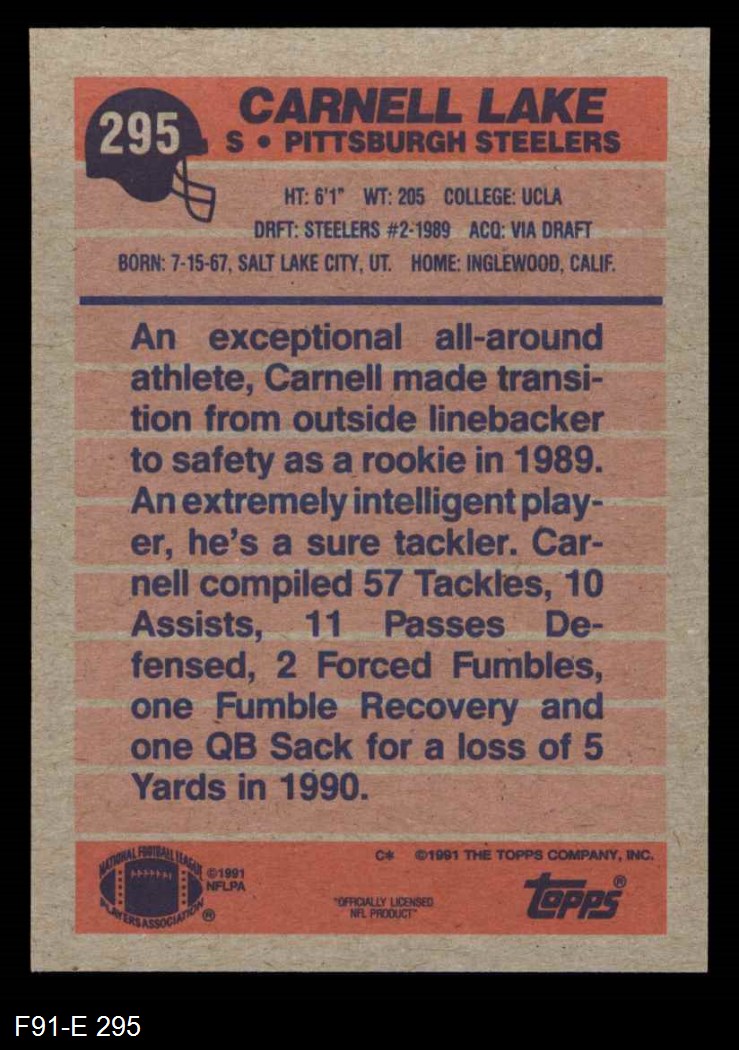 295
CARNELL LAKE
S • PITTSBURGH STEELERS
HT: 6'1" WT: 205 COLLEGE: UCLA
DRFT: STEELERS #2-1989 ACQ: VIA DRAFT
BORN: 7-15-67, SALT LAKE CITY, UT. HOME: INGLEWOOD, CALIF.
An exceptional all-around
athlete, Carnell made transi-
tion from outside linebacker
to safety as a rookie in 1989.
An extremely intelligent play-
er, he's a sure tackler. Car-
nell compiled 57 Tackles, 10
Assists, 11 Passes De-
fensed, 2 Forced Fumbles,
one Fumble Recovery and
one QB Sack for a loss of 5
Yards in 1990.
NATIONAL FOOTBALL LEAGUE
PLAYERS ASSOCIATION ®
©1991
NFLPA
"OFFICIALLY LICENSED
NFL PRODUCT"
C* ©1991 THE TOPPS COMPANY, INC.
topps®
F91-E 295